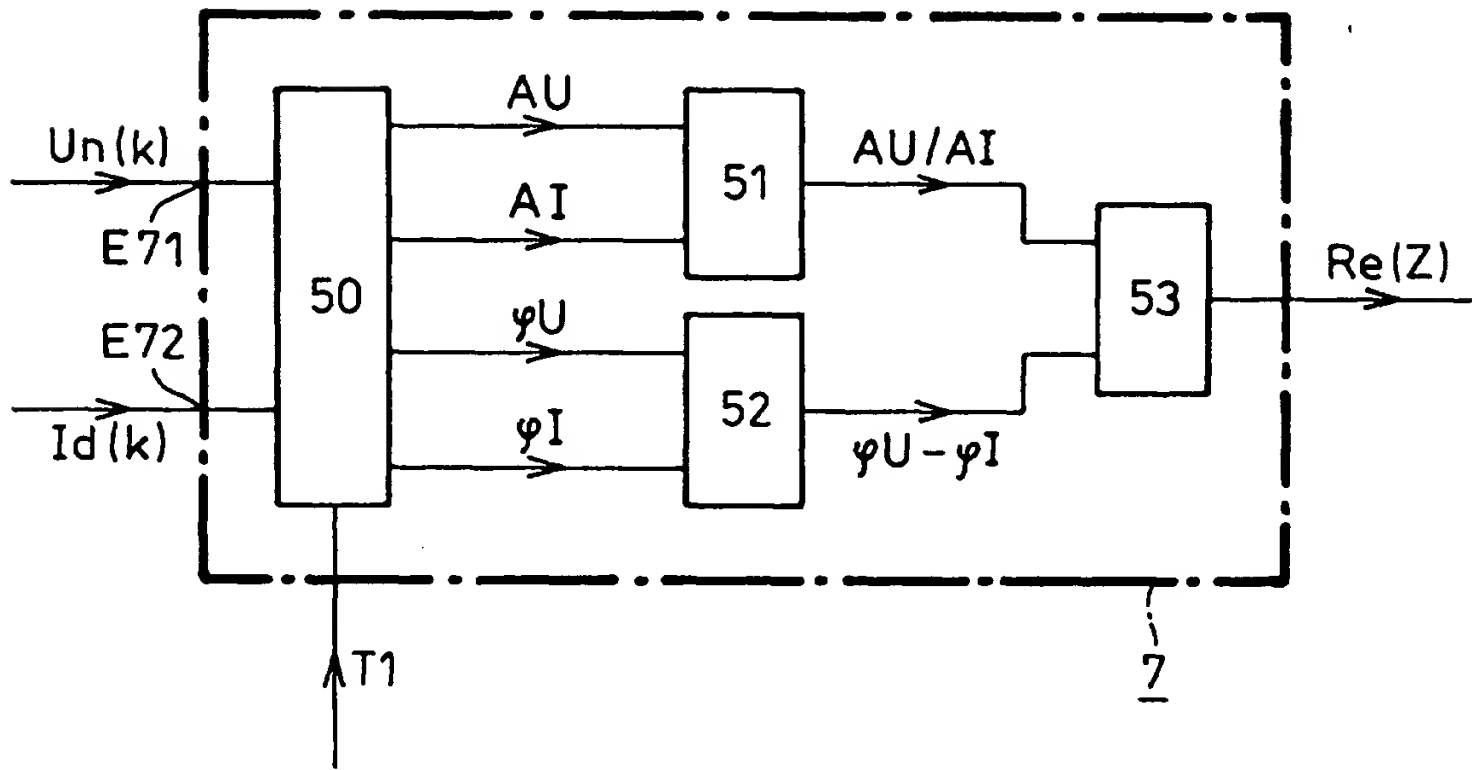 AU
Un(k)
AU/AI
51
AI
E71
Re(Z)
50
53
φU
E72
52
Id(k)
φI
φU-φI
T1
7